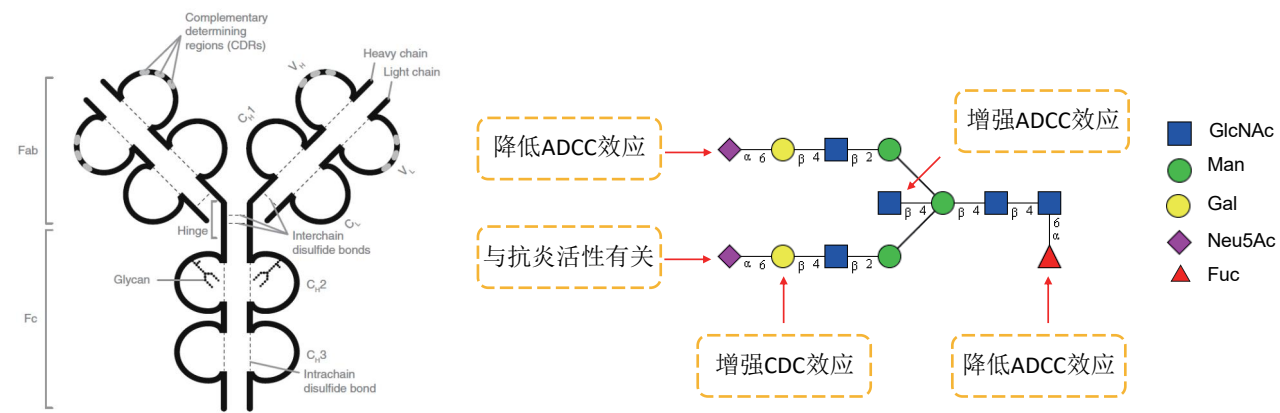 Complementary
determining
regions (CDRs)
Heavy chain
Light chain
V_H
C_H1
Fab
V_L
C_L
Hinge
Interchain
disulfide bonds
Glycan
C_H2
Fc
C_H3
Intrachain
disulfide bond
降低ADCC效应
增强ADCC效应
α 6 β 4 β 2
β 4 β 4 β 4
6
α
与抗炎活性有关
α 6 β 4 β 2
增强CDC效应
降低ADCC效应
GlcNAc
Man
Gal
Neu5Ac
Fuc